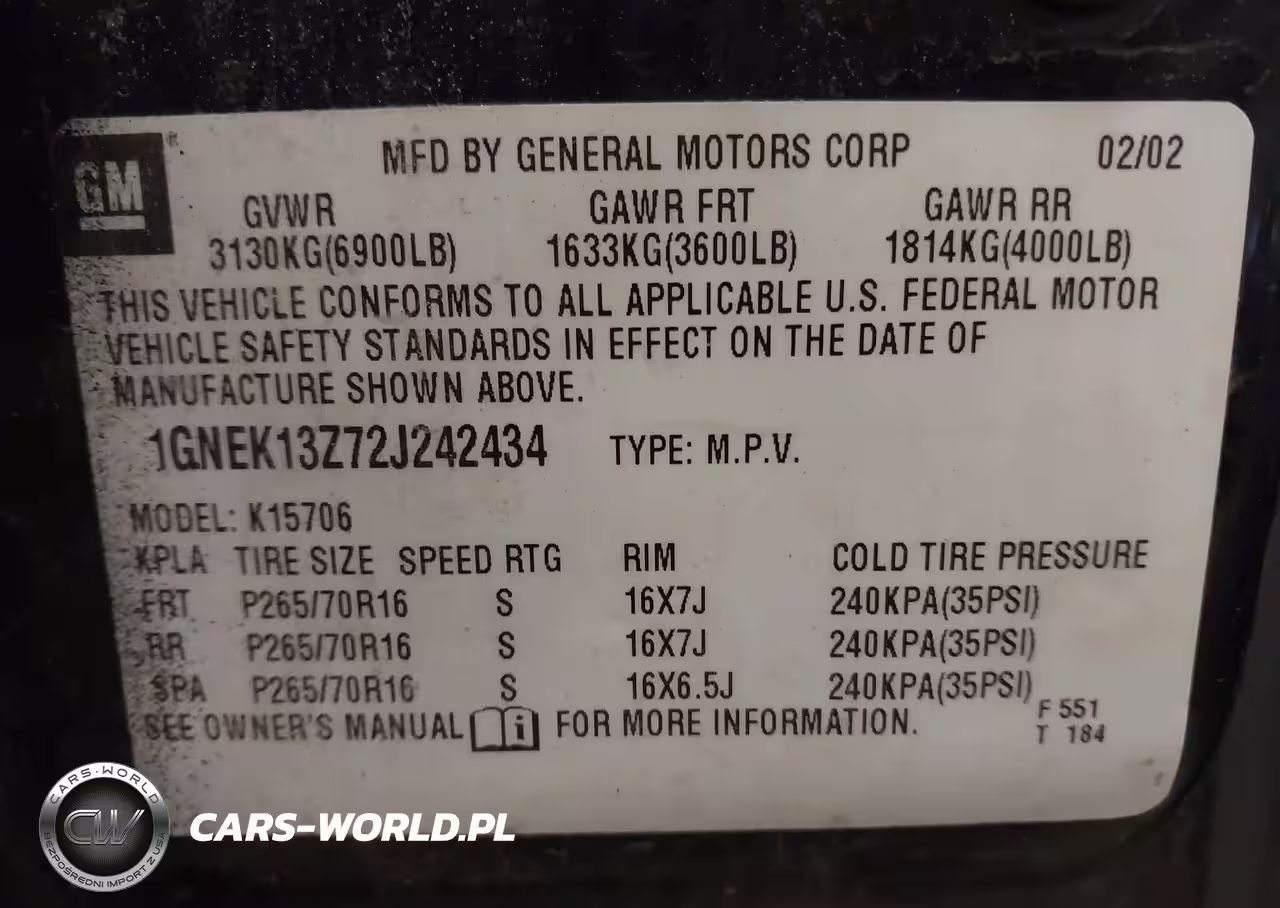 GM
MFD BY GENERAL MOTORS CORP 02/02
GVWR GAWR FRT GAWR RR
3130KG(6900LB) 1633KG(3600LB) 1814KG(4000LB)
THIS VEHICLE CONFORMS TO ALL APPLICABLE U.S. FEDERAL MOTOR
VEHICLE SAFETY STANDARDS IN EFFECT ON THE DATE OF
MANUFACTURE SHOWN ABOVE.
1GNEK13Z72J242434 TYPE: M.P.V.
MODEL: K15706
KPLA TIRE SIZE SPEED RTG RIM COLD TIRE PRESSURE
FRT P265/70R16 S 16X7J 240KPA(35PSI)
RR P265/70R16 S 16X7J 240KPA(35PSI)
SPA P265/70R16 S 16X6.5J 240KPA(35PSI)
SEE OWNER'S MANUAL i FOR MORE INFORMATION.
F 551
T 184
CARS-WORLD
CW
BEZPOŚREDNI IMPORT Z USA
CARS-WORLD.PL